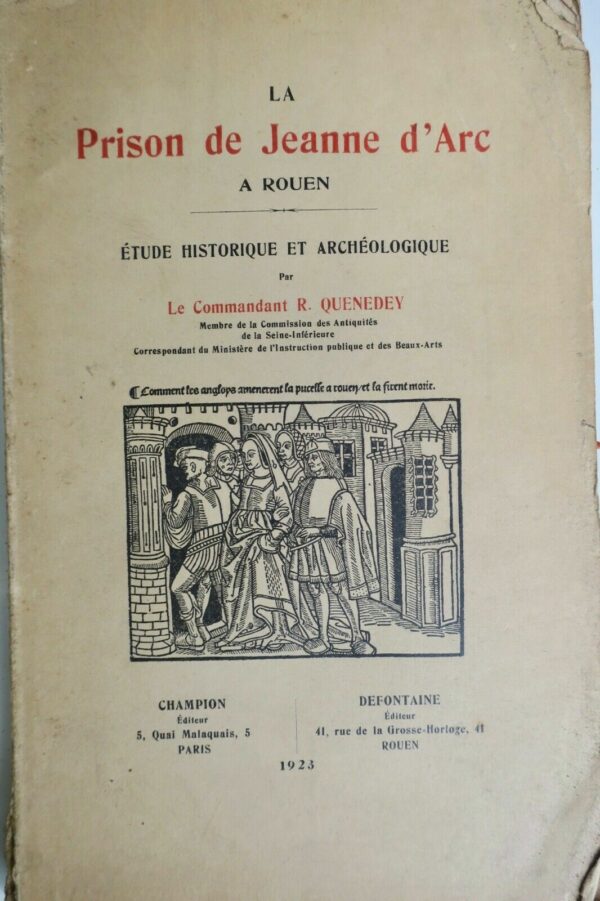 LA
Prison de Jeanne d'Arc
A ROUEN
ÉTUDE HISTORIQUE ET ARCHÉOLOGIQUE
Par
Le Commandant R. QUENEDEY
Membre de la Commission des Antiquités
de la Seine-Inférieure
Correspondant du Ministère de l'Instruction publique et des Beaux-Arts
¶ Comment les angloys amenerent la pucelle a rouen et la firent morir.
CHAMPION
Éditeur
5, Quai Malaquais, 5
PARIS
DEFONTAINE
Éditeur
41, rue de la Grosse-Horloge, 41
ROUEN
1923